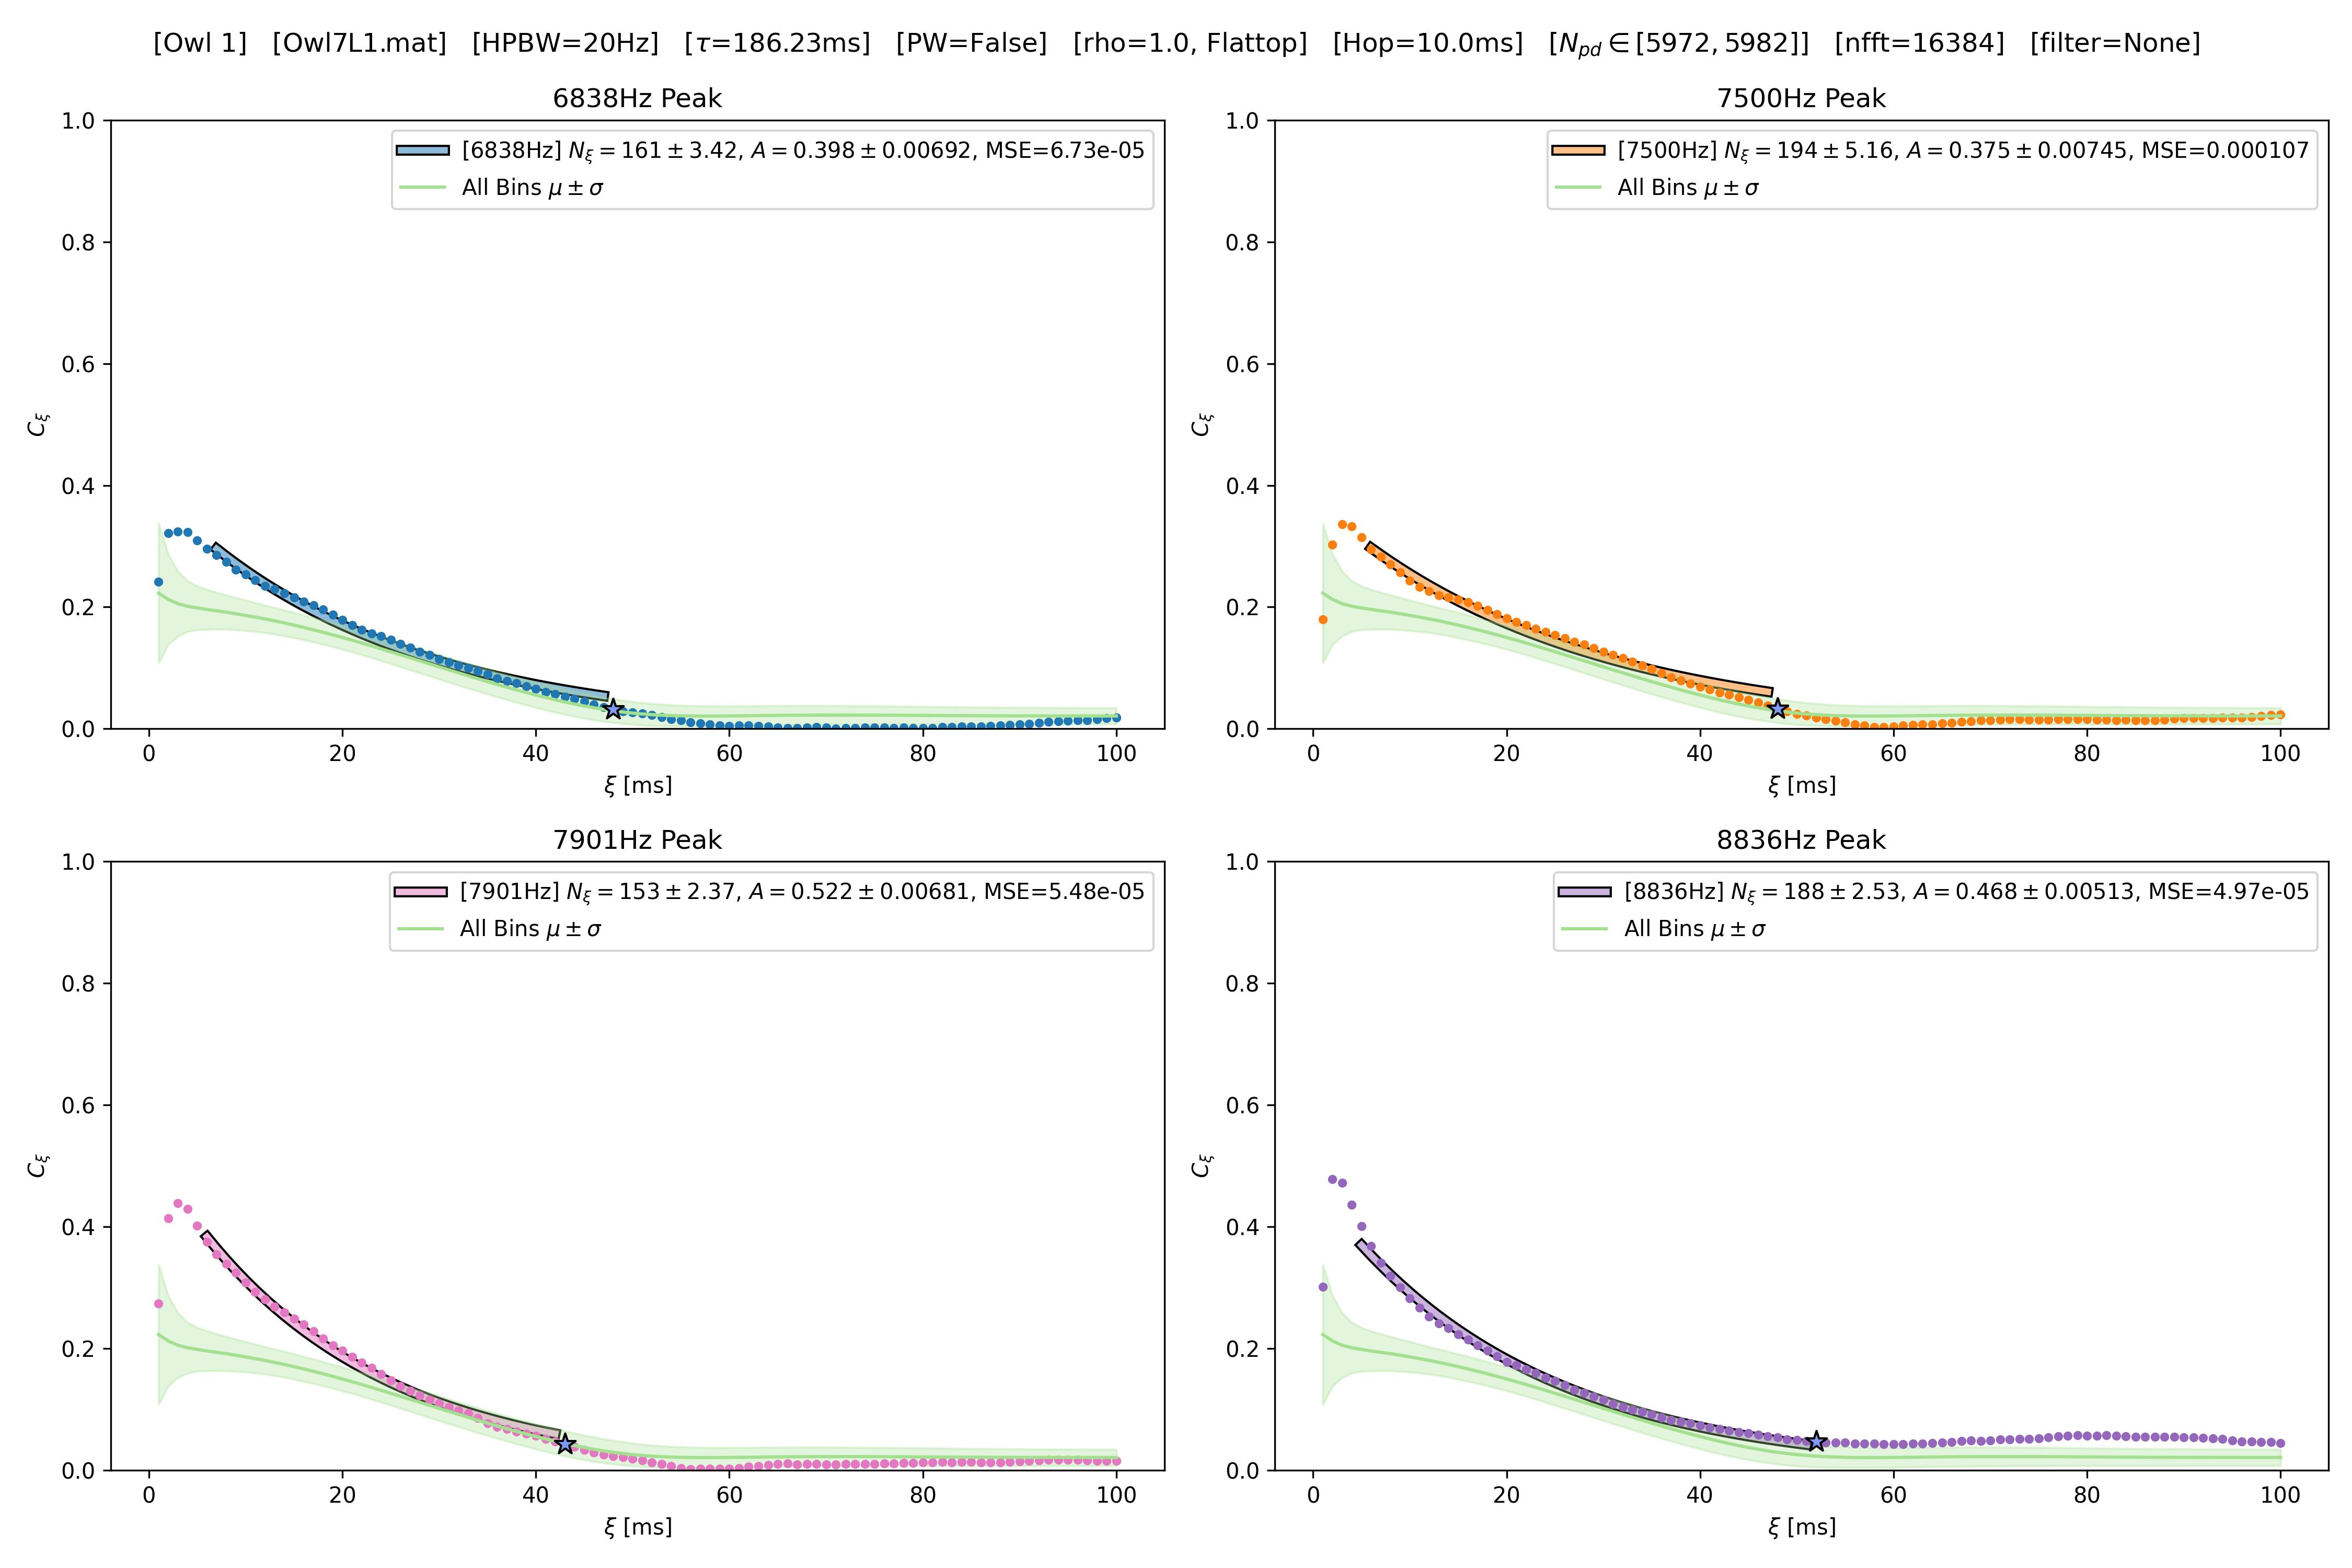 [Owl 1] [Owl7L1.mat] [HPBW=20Hz] [τ=186.23ms] [PW=False] [rho=1.0, Flattop] [Hop=10.0ms] [N_pd ∈ [5972, 5982]] [nfft=16384] [filter=None]
6838Hz Peak
[6838Hz] N_ξ = 161 ± 3.42, A = 0.398 ± 0.00692, MSE=6.73e-05
All Bins μ ± σ
1.0
0.8
0.6
0.4
0.2
0.0
C_ξ
0 20 40 60 80 100
ξ [ms]
7500Hz Peak
[7500Hz] N_ξ = 194 ± 5.16, A = 0.375 ± 0.00745, MSE=0.000107
All Bins μ ± σ
1.0
0.8
0.6
0.4
0.2
0.0
C_ξ
0 20 40 60 80 100
ξ [ms]
7901Hz Peak
[7901Hz] N_ξ = 153 ± 2.37, A = 0.522 ± 0.00681, MSE=5.48e-05
All Bins μ ± σ
1.0
0.8
0.6
0.4
0.2
0.0
C_ξ
0 20 40 60 80 100
ξ [ms]
8836Hz Peak
[8836Hz] N_ξ = 188 ± 2.53, A = 0.468 ± 0.00513, MSE=4.97e-05
All Bins μ ± σ
1.0
0.8
0.6
0.4
0.2
0.0
C_ξ
0 20 40 60 80 100
ξ [ms]